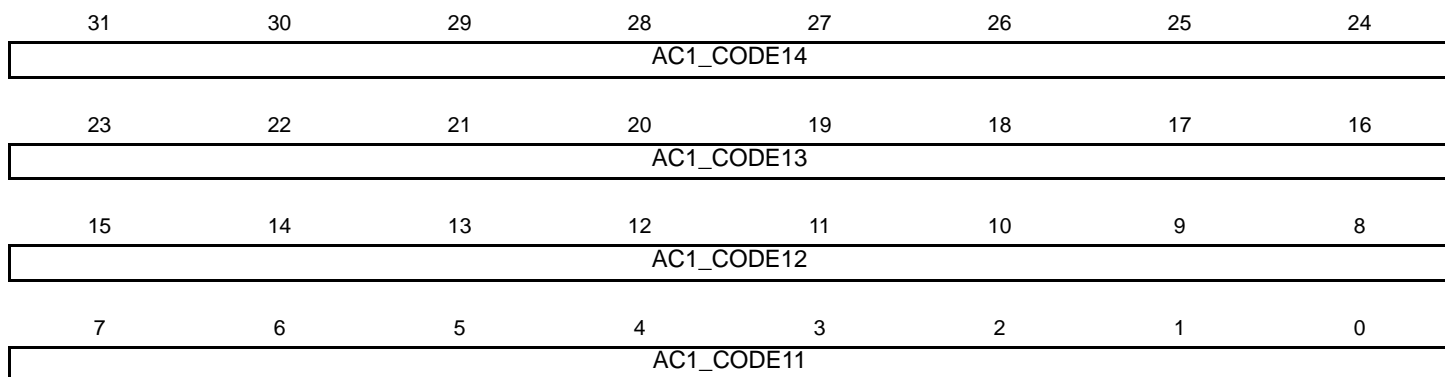 31 30 29 28 27 26 25 24
AC1_CODE14
23 22 21 20 19 18 17 16
AC1_CODE13
15 14 13 12 11 10 9 8
AC1_CODE12
7 6 5 4 3 2 1 0
AC1_CODE11